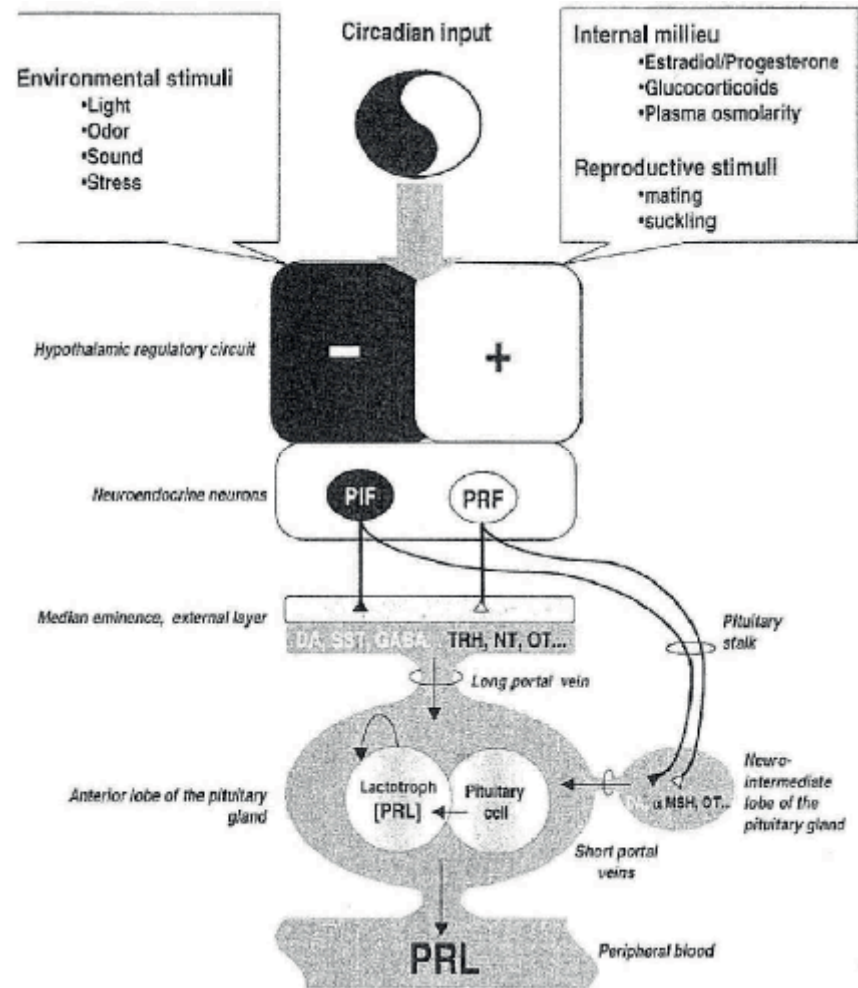 Circadian input
Environmental stimuli
•Light
•Odor
•Sound
•Stress
Internal millieu
•Estradiol/Progesterone
•Glucocorticoids
•Plasma osmolarity
Reproductive stimuli
•mating
•suckling
Hypothalamic regulatory circuit
-
+
Neuroendocrine neurons
PIF
PRF
Median eminence, external layer
DA, SST, GABA, TRH, NT, OT...
Pituitary
stalk
Long portal vein
Anterior lobe of the pituitary
gland
Lactotroph
[PRL]
Pituitary
cell
DA, α MSH, OT..
Neuro-
intermediate
lobe of the
pituitary gland
Short portal
veins
PRL
Peripheral blood